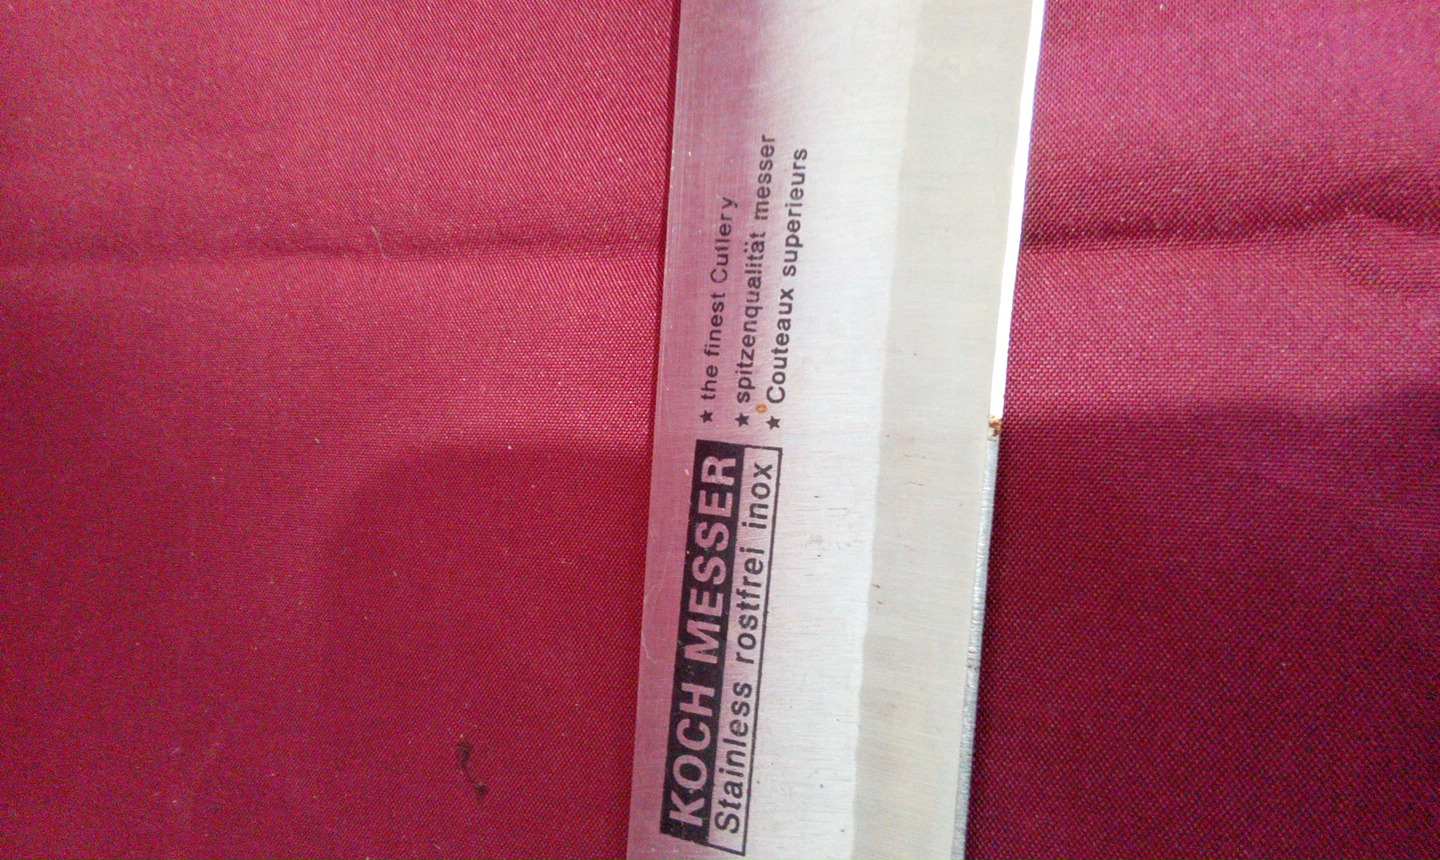 KOCH MESSER
Stainless rostfrei inox
★ the finest Cutlery
★ spitzenqualität messer
★ Couteaux superieurs